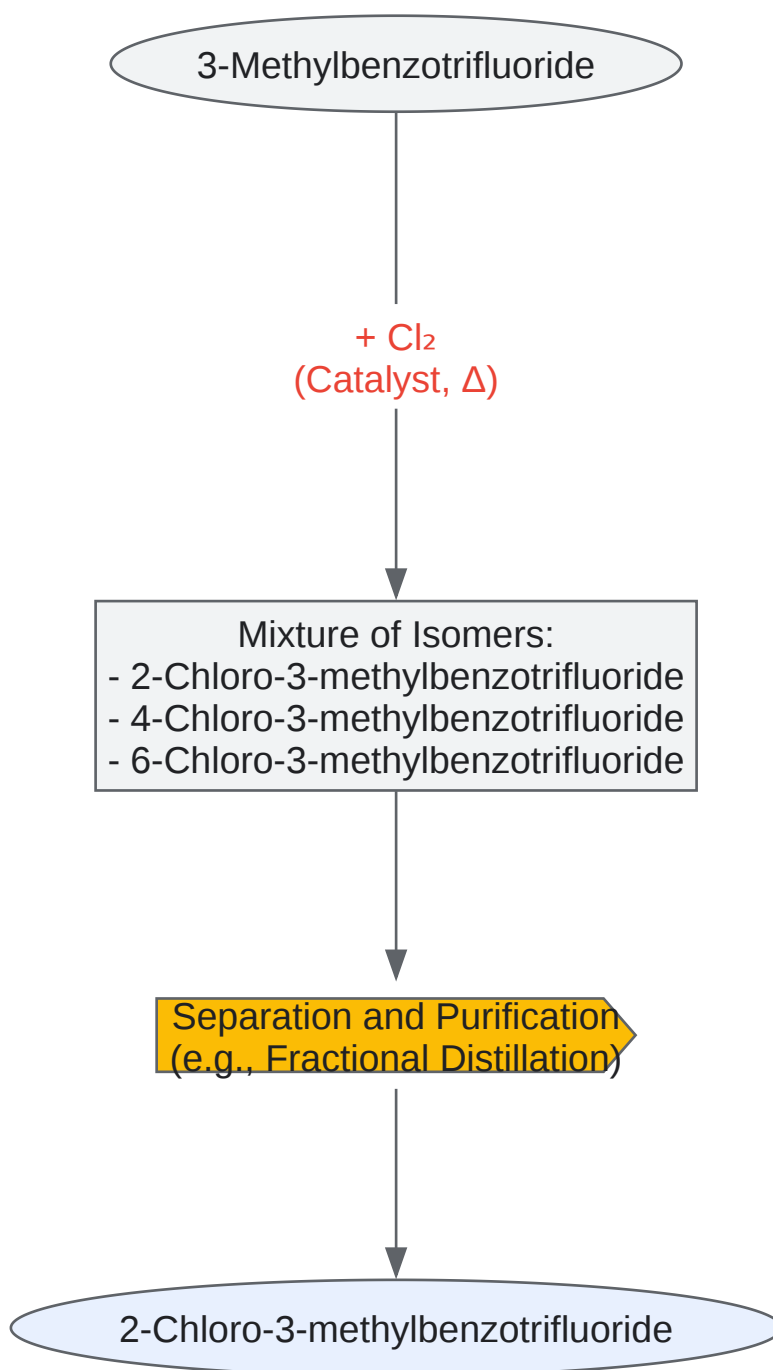 3-Methylbenzotrifluoride
+ Cl₂
(Catalyst, Δ)
Mixture of Isomers:
- 2-Chloro-3-methylbenzotrifluoride
- 4-Chloro-3-methylbenzotrifluoride
- 6-Chloro-3-methylbenzotrifluoride
Separation and Purification
(e.g., Fractional Distillation)
2-Chloro-3-methylbenzotrifluoride